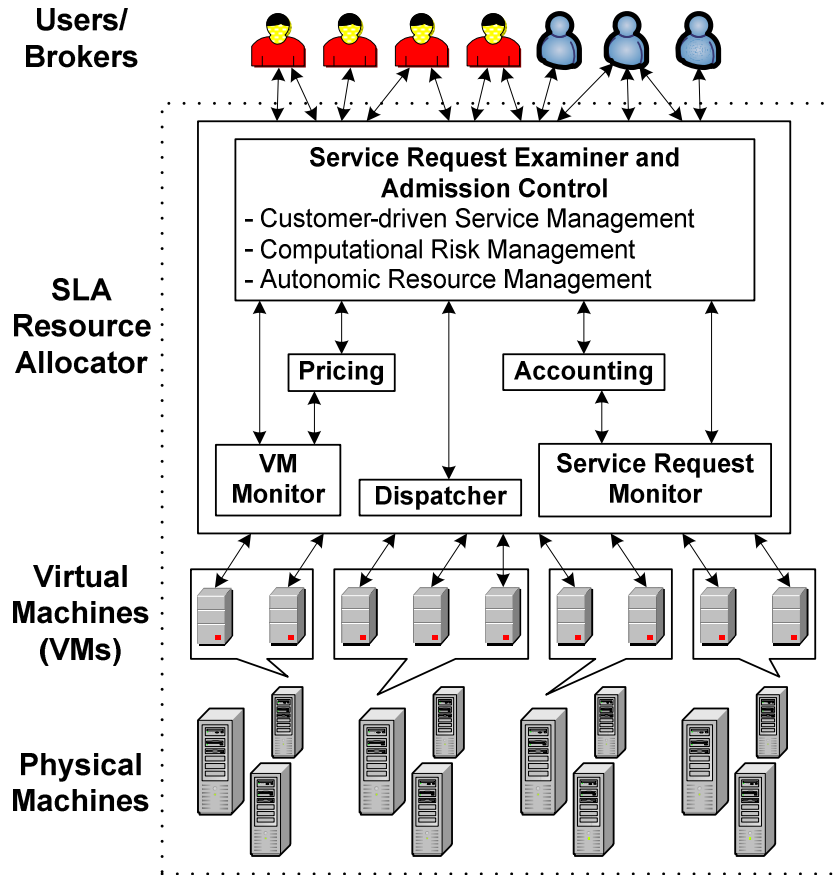 Users/
Brokers
Service Request Examiner and
Admission Control
- Customer-driven Service Management
- Computational Risk Management
- Autonomic Resource Management
SLA
Resource
Allocator
Pricing
Accounting
VM
Monitor
Dispatcher
Service Request
Monitor
Virtual
Machines
(VMs)
Physical
Machines